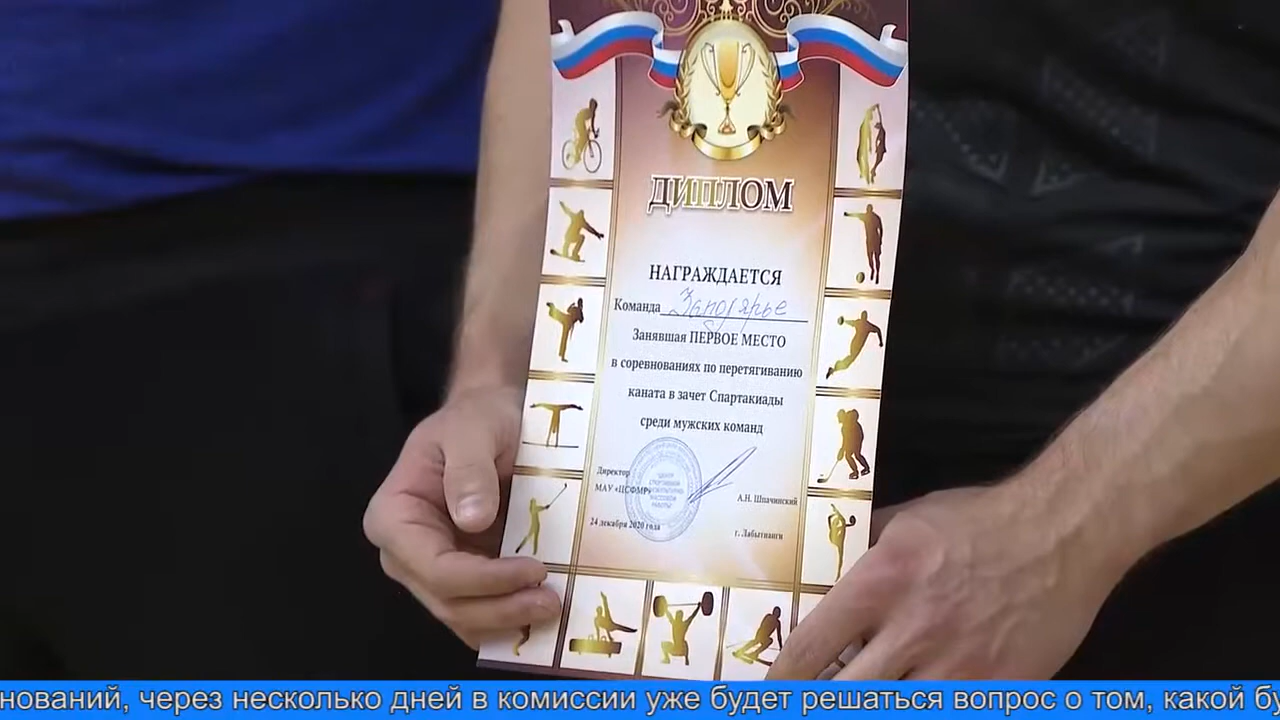 ДИПЛОМ
НАГРАЖДАЕТСЯ
Команда Заполярье
Занявшая ПЕРВОЕ МЕСТО
в соревнованиях по перетягиванию
каната в зачет Спартакиады
среди мужских команд
Директор
МАУ «ЦСФМР»
А.Н. Шпачинский
24 декабря 2020 года
г. Лабытнанги
нований, через несколько дней в комиссии уже будет решаться вопрос о том, какой бу